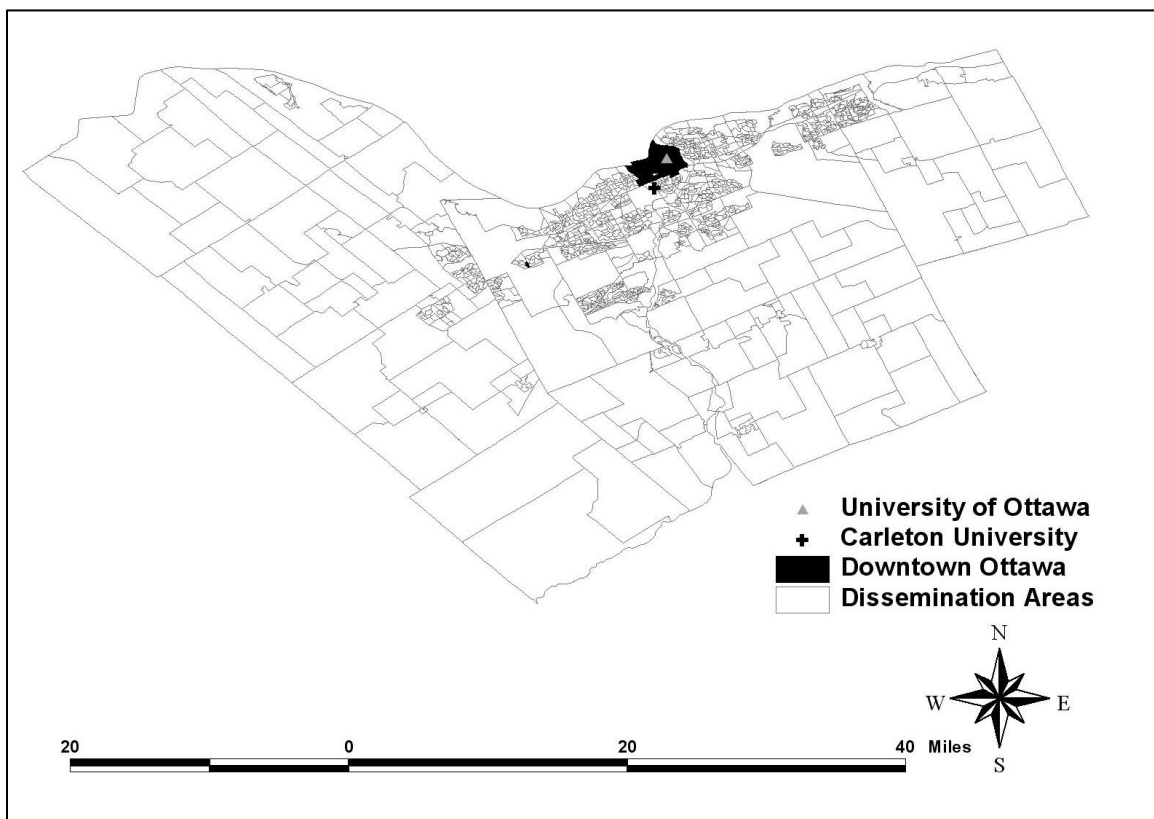 University of Ottawa
Carleton University
Downtown Ottawa
Dissemination Areas
N
W E
S
20 0 20 40 Miles